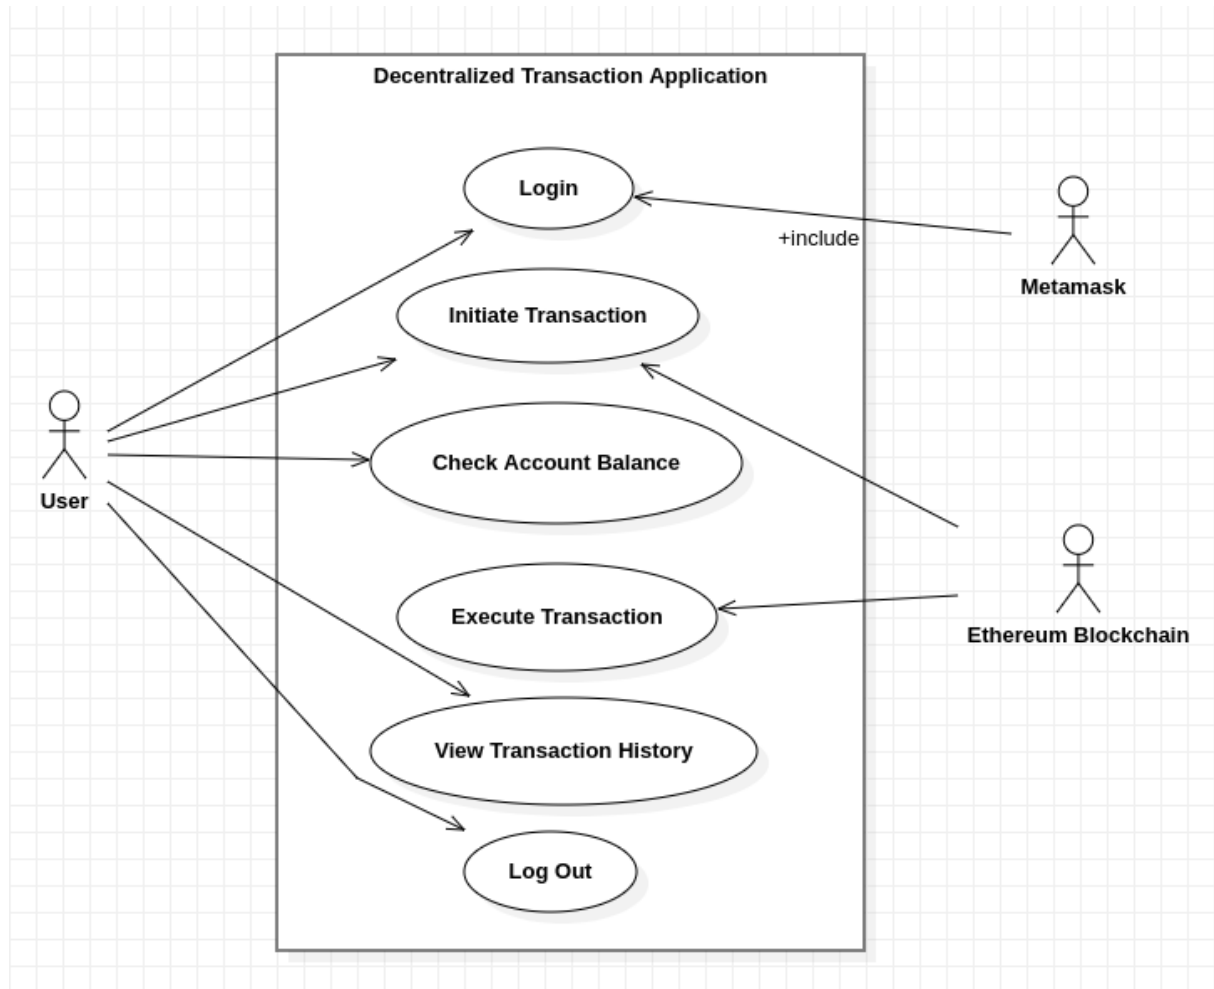 Decentralized Transaction Application
Login
+include
Metamask
Initiate Transaction
Check Account Balance
User
Execute Transaction
Ethereum Blockchain
View Transaction History
Log Out